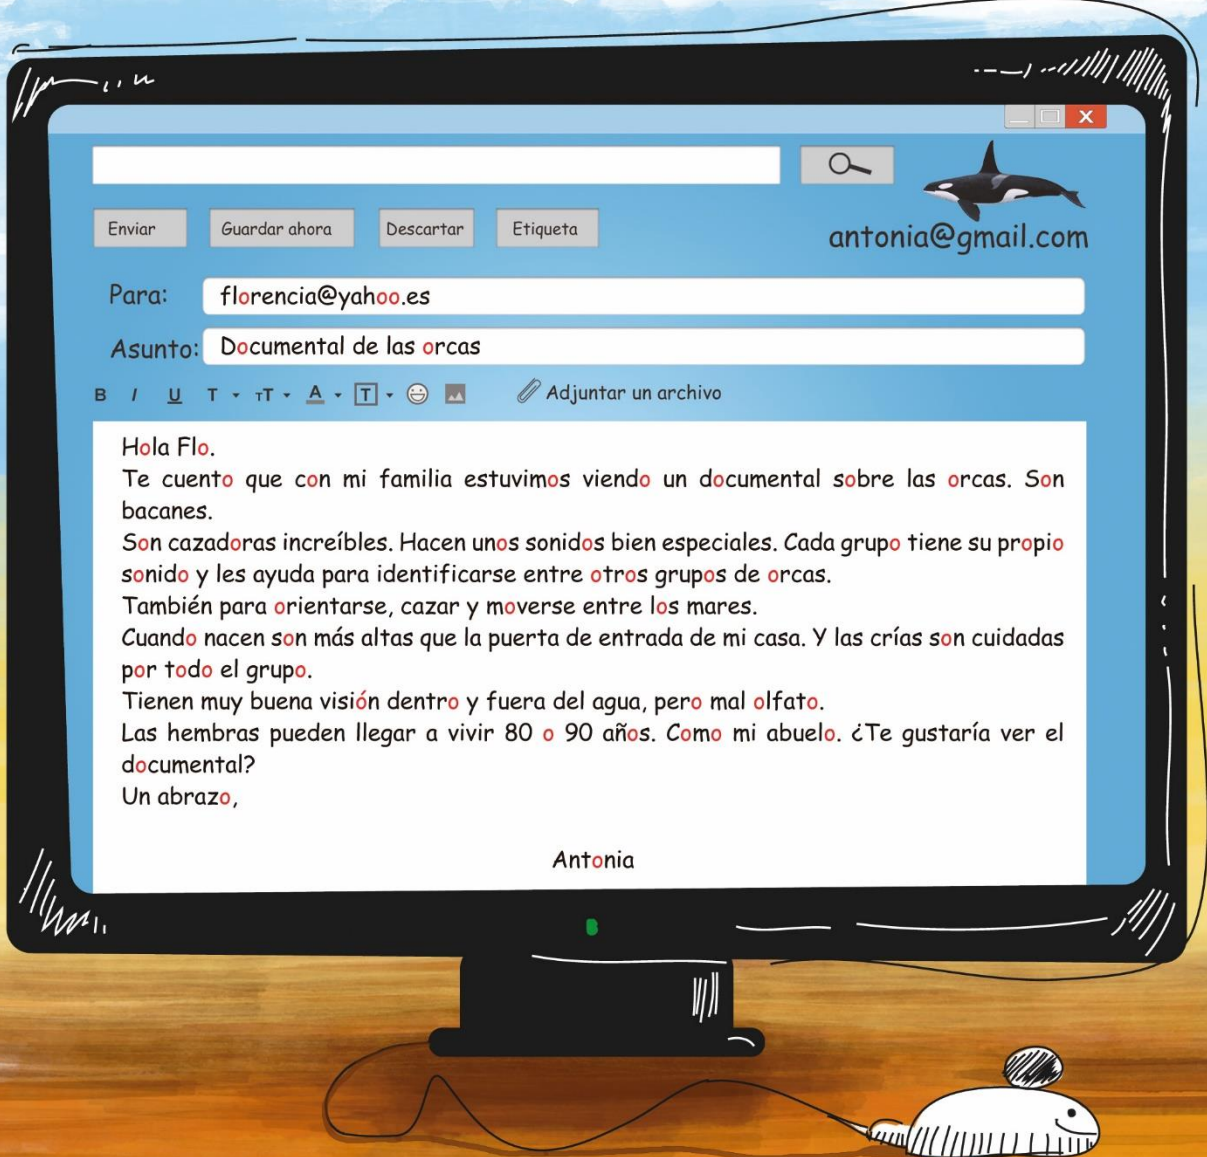 X
Enviar Guardar ahora Descartar Etiqueta
antonia@gmail.com
Para: florencia@yahoo.es
Asunto: Documental de las orcas
B I U T TT A T Adjuntar un archivo
Hola Flo.
Te cuento que con mi familia estuvimos viendo un documental sobre las orcas. Son
bacanes.
Son cazadoras increíbles. Hacen unos sonidos bien especiales. Cada grupo tiene su propio
sonido y les ayuda para identificarse entre otros grupos de orcas.
También para orientarse, cazar y moverse entre los mares.
Cuando nacen son más altas que la puerta de entrada de mi casa. Y las crías son cuidadas
por todo el grupo.
Tienen muy buena visión dentro y fuera del agua, pero mal olfato.
Las hembras pueden llegar a vivir 80 o 90 años. Como mi abuelo. ¿Te gustaría ver el
documental?
Un abrazo,
Antonia